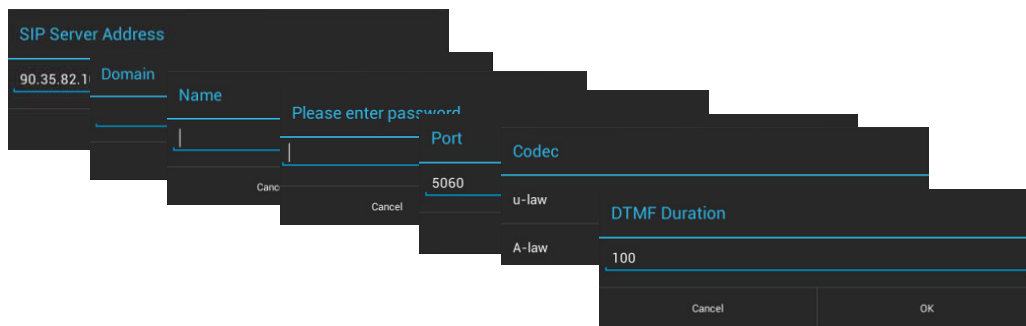 SIP Server Address
90.35.82.1
Domain
Name
Cancel
Please enter password
Cancel
Port
5060
Codec
u-law
A-law
DTMF Duration
100
Cancel
OK